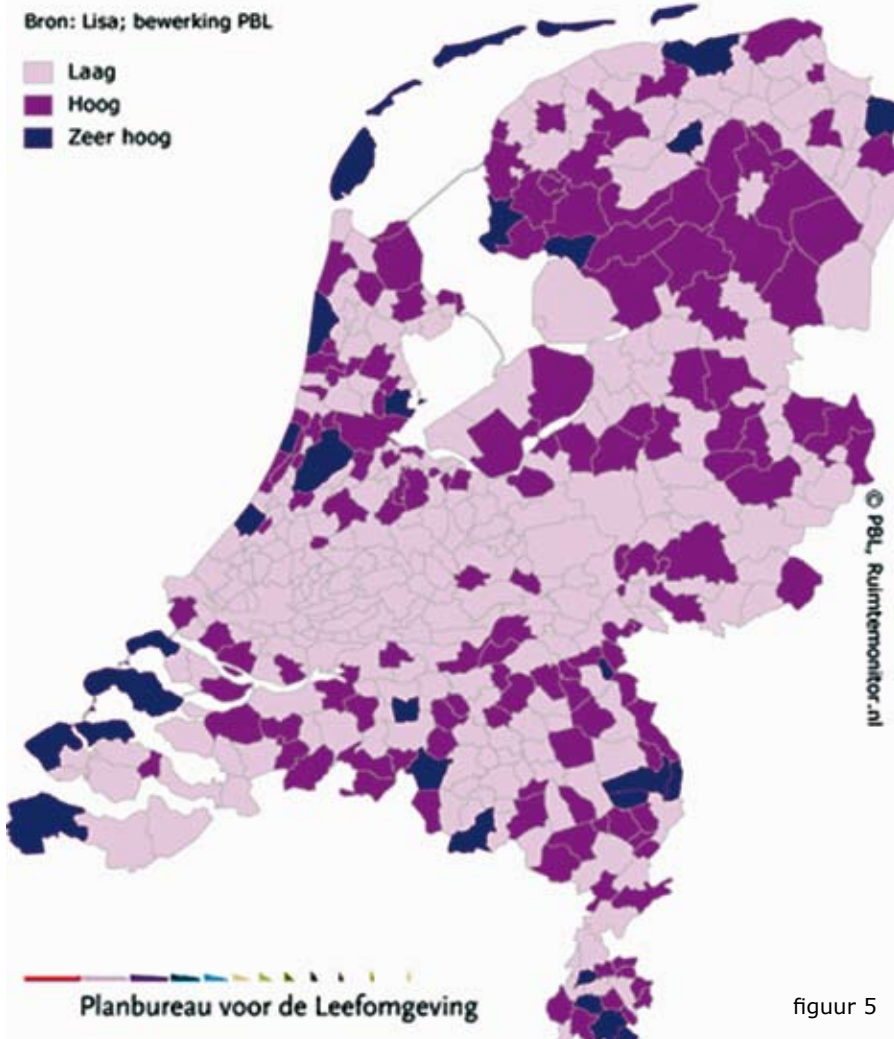 Bron: Lisa; bewerking PBL
Laag
Hoog
Zeer hoog
© PBL, Ruimtemonitor.nl
Planbureau voor de Leefomgeving
figuur 5